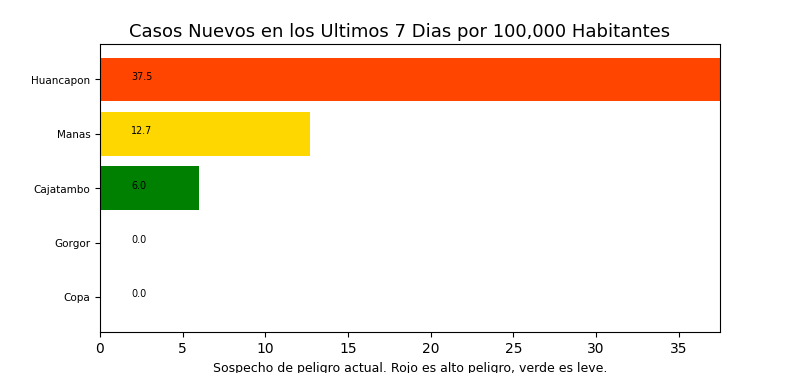 Casos Nuevos en los Ultimos 7 Dias por 100,000 Habitantes
Huancapon
37.5
Manas
12.7
Cajatambo
6.0
Gorgor
0.0
Copa
0.0
0 5 10 15 20 25 30 35
Sospecho de peligro actual. Rojo es alto peligro, verde es leve.